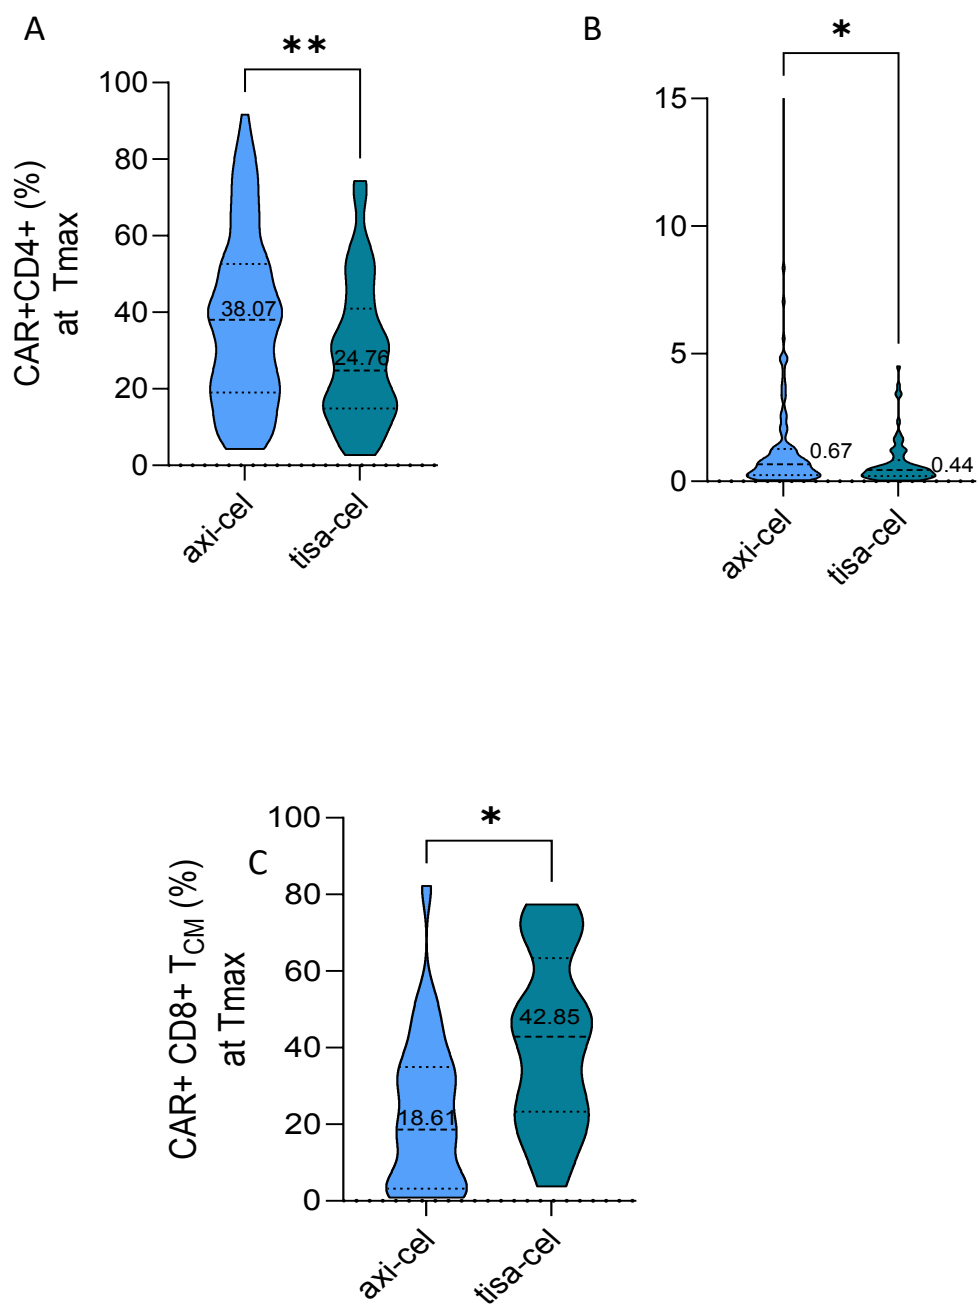 A
**
100
80
60
40
20
0
CAR+CD4+ (%)
at Tmax
38.07
24.76
axi-cel
tisa-cel
B
*
15
10
5
0
0.67
0.44
axi-cel
tisa-cel
C
*
100
80
60
40
20
0
CAR+ CD8+ TCM (%)
at Tmax
18.61
42.85
axi-cel
tisa-cel